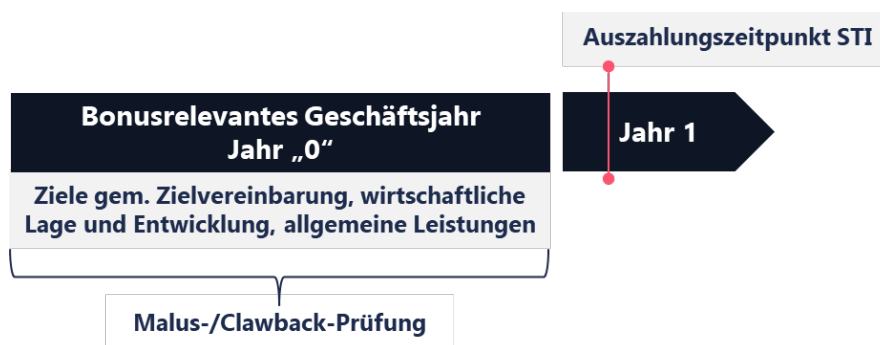 Auszahlungszeitpunkt STI
Bonusrelevantes Geschäftsjahr
Jahr „0“
Jahr 1
Ziele gem. Zielvereinbarung, wirtschaftliche
Lage und Entwicklung, allgemeine Leistungen
Malus-/Clawback-Prüfung